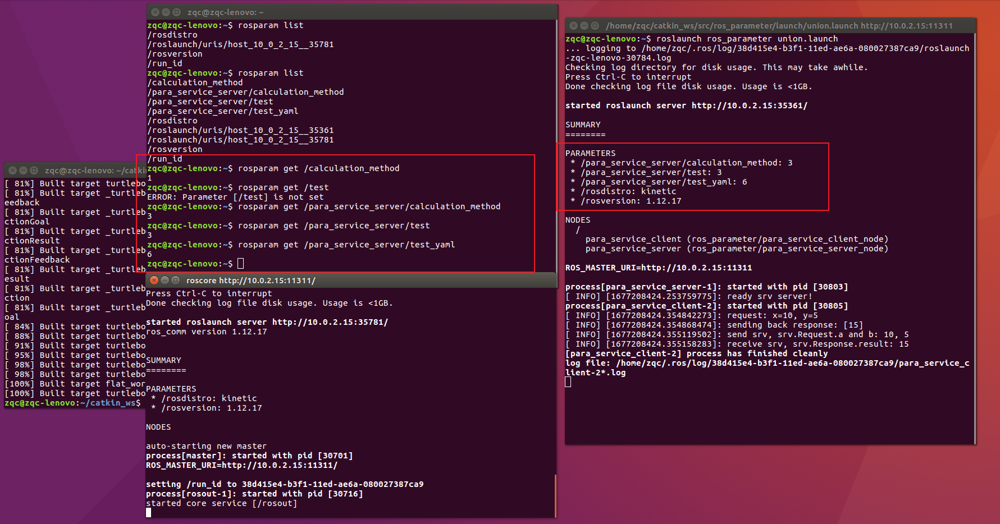 zqc@zqc-lenovo: ~
zqc@zqc-lenovo:~$ rosparam list
/rosdistro
/roslaunch/uris/host_10_0_2_15__35781
/rosversion
/run_id
zqc@zqc-lenovo:~$ rosparam list
/calculation_method
/para_service_server/calculation_method
/para_service_server/test
/para_service_server/test_yaml
/rosdistro
/roslaunch/uris/host_10_0_2_15__35361
/roslaunch/uris/host_10_0_2_15__35781
/rosversion
/run_id
zqc@zqc-lenovo:~$ rosparam get /calculation_method
1
zqc@zqc-lenovo:~$ rosparam get /test
ERROR: Parameter [/test] is not set
zqc@zqc-lenovo:~$ rosparam get /para_service_server/calculation_method
3
zqc@zqc-lenovo:~$ rosparam get /para_service_server/test
3
zqc@zqc-lenovo:~$ rosparam get /para_service_server/test_yaml
6
zqc@zqc-lenovo:~$
zqc@zqc-lenovo: ~/catkin
[ 81%] Built target turtlebo
[ 81%] Built target _turtleb
eedback
[ 81%] Built target _turtleb
ctionGoal
[ 81%] Built target _turtleb
ctionResult
[ 81%] Built target _turtleb
ctionFeedback
[ 81%] Built target _turtleb
esult
[ 81%] Built target _turtleb
ction
[ 81%] Built target _turtleb
oal
[ 84%] Built target turtlebo
[ 88%] Built target turtlebo
[ 91%] Built target turtlebo
[ 95%] Built target turtlebo
[ 98%] Built target turtlebo
[ 98%] Built target turtlebo
[100%] Built target flat_wor
[100%] Built target turtlebo
zqc@zqc-lenovo:~/catkin_ws$
roscore http://10.0.2.15:11311/
Press Ctrl-C to interrupt
Done checking log file disk usage. Usage is <1GB.
started roslaunch server http://10.0.2.15:35781/
ros_comm version 1.12.17
SUMMARY
========
PARAMETERS
* /rosdistro: kinetic
* /rosversion: 1.12.17
NODES
auto-starting new master
process[master]: started with pid [30701]
ROS_MASTER_URI=http://10.0.2.15:11311/
setting /run_id to 38d415e4-b3f1-11ed-ae6a-080027387ca9
process[rosout-1]: started with pid [30716]
started core service [/rosout]
/home/zqc/catkin_ws/src/ros_parameter/launch/union.launch http://10.0.2.15:11311
zqc@zqc-lenovo:~$ roslaunch ros_parameter union.launch
... logging to /home/zqc/.ros/log/38d415e4-b3f1-11ed-ae6a-080027387ca9/roslaunch
-zqc-lenovo-30784.log
Checking log directory for disk usage. This may take awhile.
Press Ctrl-C to interrupt
Done checking log file disk usage. Usage is <1GB.
started roslaunch server http://10.0.2.15:35361/
SUMMARY
========
PARAMETERS
* /para_service_server/calculation_method: 3
* /para_service_server/test: 3
* /para_service_server/test_yaml: 6
* /rosdistro: kinetic
* /rosversion: 1.12.17
NODES
/
para_service_client (ros_parameter/para_service_client_node)
para_service_server (ros_parameter/para_service_server_node)
ROS_MASTER_URI=http://10.0.2.15:11311
process[para_service_server-1]: started with pid [30803]
[ INFO] [1677208424.253759775]: ready srv server!
process[para_service_client-2]: started with pid [30805]
[ INFO] [1677208424.354842273]: request: x=10, y=5
[ INFO] [1677208424.354868474]: sending back response: [15]
[ INFO] [1677208424.355119502]: send srv, srv.Request.a and b: 10, 5
[ INFO] [1677208424.355158283]: receive srv, srv.Response.result: 15
[para_service_client-2] process has finished cleanly
log file: /home/zqc/.ros/log/38d415e4-b3f1-11ed-ae6a-080027387ca9/para_service_c
lient-2*.log